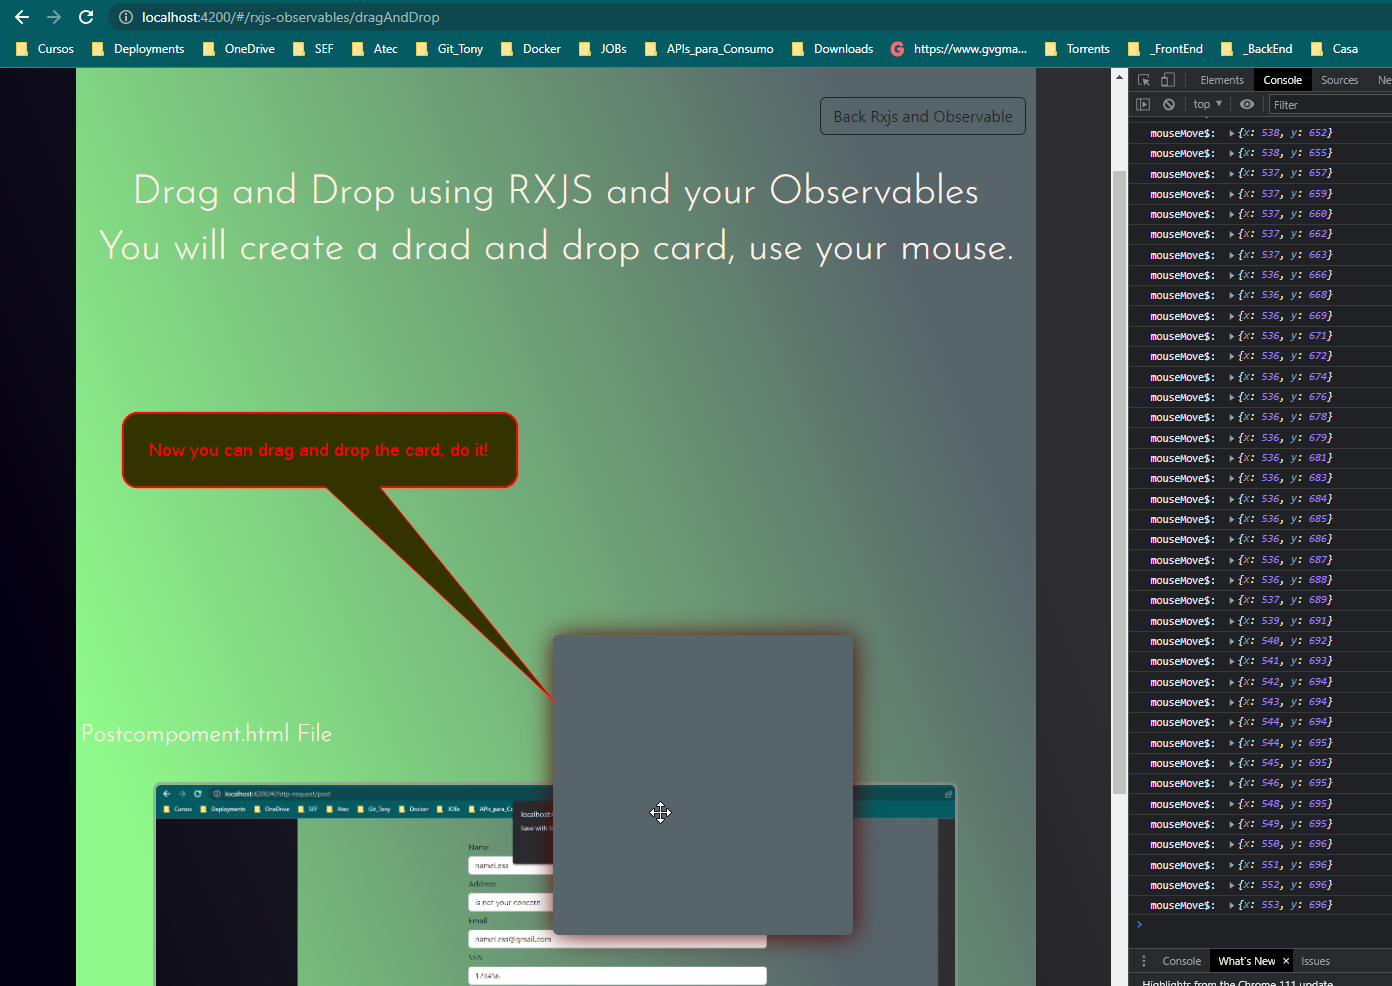 localhost:4200/#/rxjs-observables/dragAndDrop
Cursos Deployments OneDrive SEF Atec Git_Tony Docker JOBs APIs_para_Consumo Downloads https://www.gvgma... Torrents _FrontEnd _BackEnd Casa
Back Rxjs and Observable
Drag and Drop using RXJS and your Observables
You will create a drad and drop card, use your mouse.
Now you can drag and drop the card, do it!
Postcompoment.html File
localhost:4200/#/http-request/post
Cursos Deployments OneDrive SEF Atec Git_Tony Docker JOBs APIs_para_Co
localhost:
Save with S
Name
nameLess
Address
is not your concern
Email
nameLess@gmail.com
SSN
123456
Elements Console Sources Ne
top Filter
mouseMove$: {x: 538, y: 652}
mouseMove$: {x: 538, y: 655}
mouseMove$: {x: 537, y: 657}
mouseMove$: {x: 537, y: 659}
mouseMove$: {x: 537, y: 660}
mouseMove$: {x: 537, y: 662}
mouseMove$: {x: 537, y: 663}
mouseMove$: {x: 536, y: 666}
mouseMove$: {x: 536, y: 668}
mouseMove$: {x: 536, y: 669}
mouseMove$: {x: 536, y: 671}
mouseMove$: {x: 536, y: 672}
mouseMove$: {x: 536, y: 674}
mouseMove$: {x: 536, y: 676}
mouseMove$: {x: 536, y: 678}
mouseMove$: {x: 536, y: 679}
mouseMove$: {x: 536, y: 681}
mouseMove$: {x: 536, y: 683}
mouseMove$: {x: 536, y: 684}
mouseMove$: {x: 536, y: 685}
mouseMove$: {x: 536, y: 686}
mouseMove$: {x: 536, y: 687}
mouseMove$: {x: 536, y: 688}
mouseMove$: {x: 537, y: 689}
mouseMove$: {x: 539, y: 691}
mouseMove$: {x: 540, y: 692}
mouseMove$: {x: 541, y: 693}
mouseMove$: {x: 542, y: 694}
mouseMove$: {x: 543, y: 694}
mouseMove$: {x: 544, y: 694}
mouseMove$: {x: 544, y: 695}
mouseMove$: {x: 545, y: 695}
mouseMove$: {x: 546, y: 695}
mouseMove$: {x: 548, y: 695}
mouseMove$: {x: 549, y: 695}
mouseMove$: {x: 550, y: 696}
mouseMove$: {x: 551, y: 696}
mouseMove$: {x: 552, y: 696}
mouseMove$: {x: 553, y: 696}
Console What's New Issues
Highlights from the Chrome 111 update